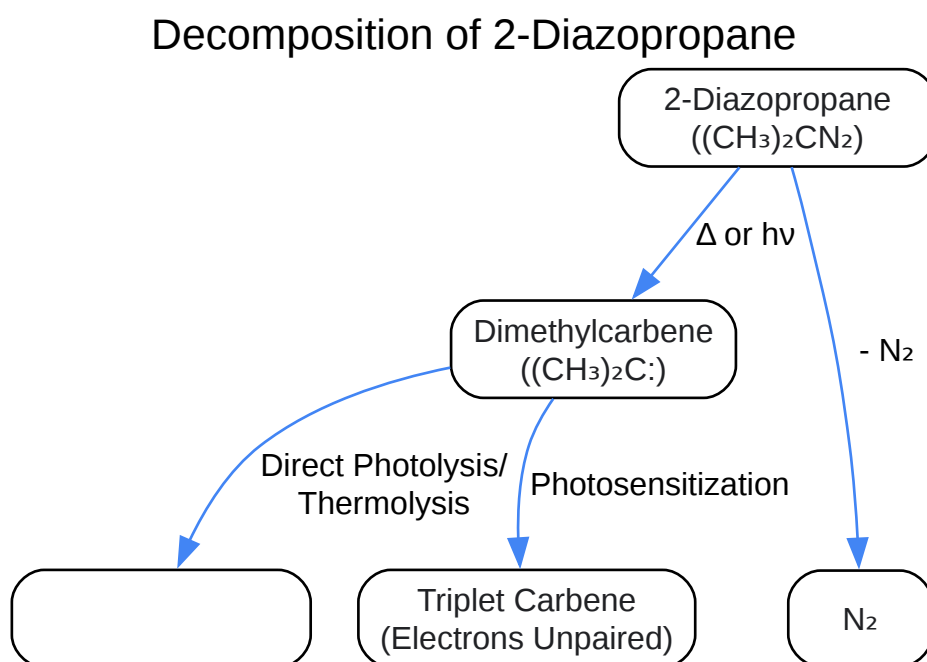 Decomposition of 2-Diazopropane
2-Diazopropane
((CH₃)₂CN₂)
Δ or hν
Dimethylcarbene
((CH₃)₂C:)
- N₂
Direct Photolysis/
Thermolysis
Photosensitization
Triplet Carbene
(Electrons Unpaired)
N₂